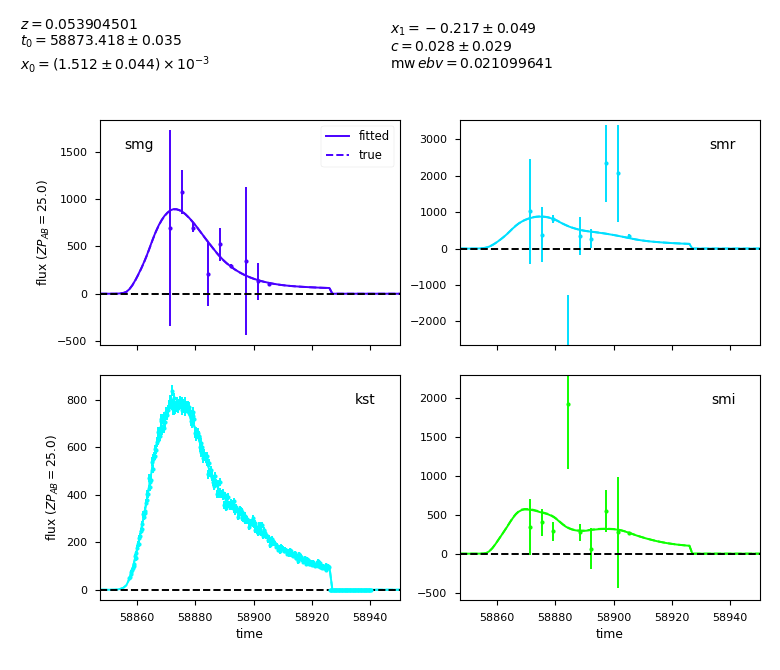 z = 0.053904501
t₀ = 58873.418 ± 0.035
x₀ = (1.512 ± 0.044) × 10⁻³
x₁ = −0.217 ± 0.049
c = 0.028 ± 0.029
mw ebv = 0.021099641
smg
fitted
true
1500
1000
500
0
−500
flux (ZP_AB = 25.0)
smr
3000
2000
1000
0
−1000
−2000
kst
800
600
400
200
0
flux (ZP_AB = 25.0)
58860 58880 58900 58920 58940
time
smi
2000
1500
1000
500
0
−500
58860 58880 58900 58920 58940
time